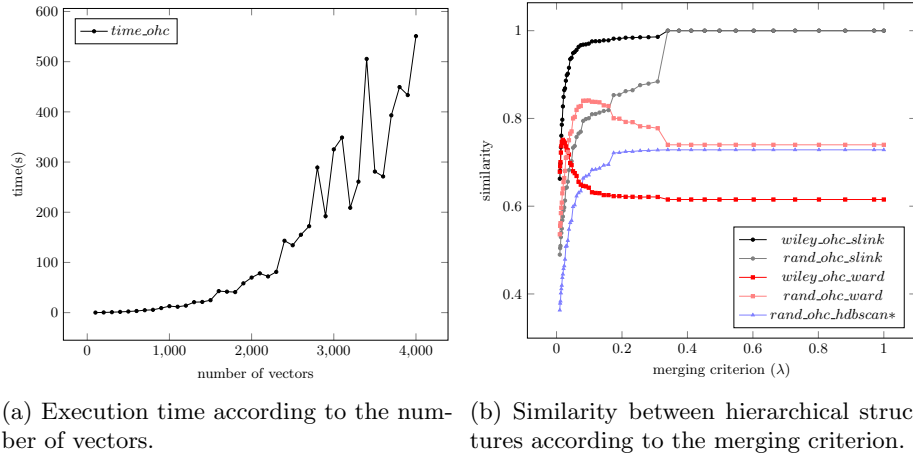 time_ohc
600
500
400
300
200
100
0
time(s)
0
1,000
2,000
3,000
4,000
number of vectors
(a) Execution time according to the num-
ber of vectors.
1
0.8
0.6
0.4
similarity
wiley_ohc_slink
rand_ohc_slink
wiley_ohc_ward
rand_ohc_ward
rand_ohc_hdbscan*
0
0.2
0.4
0.6
0.8
1
merging criterion (λ)
(b) Similarity between hierarchical struc
tures according to the merging criterion.